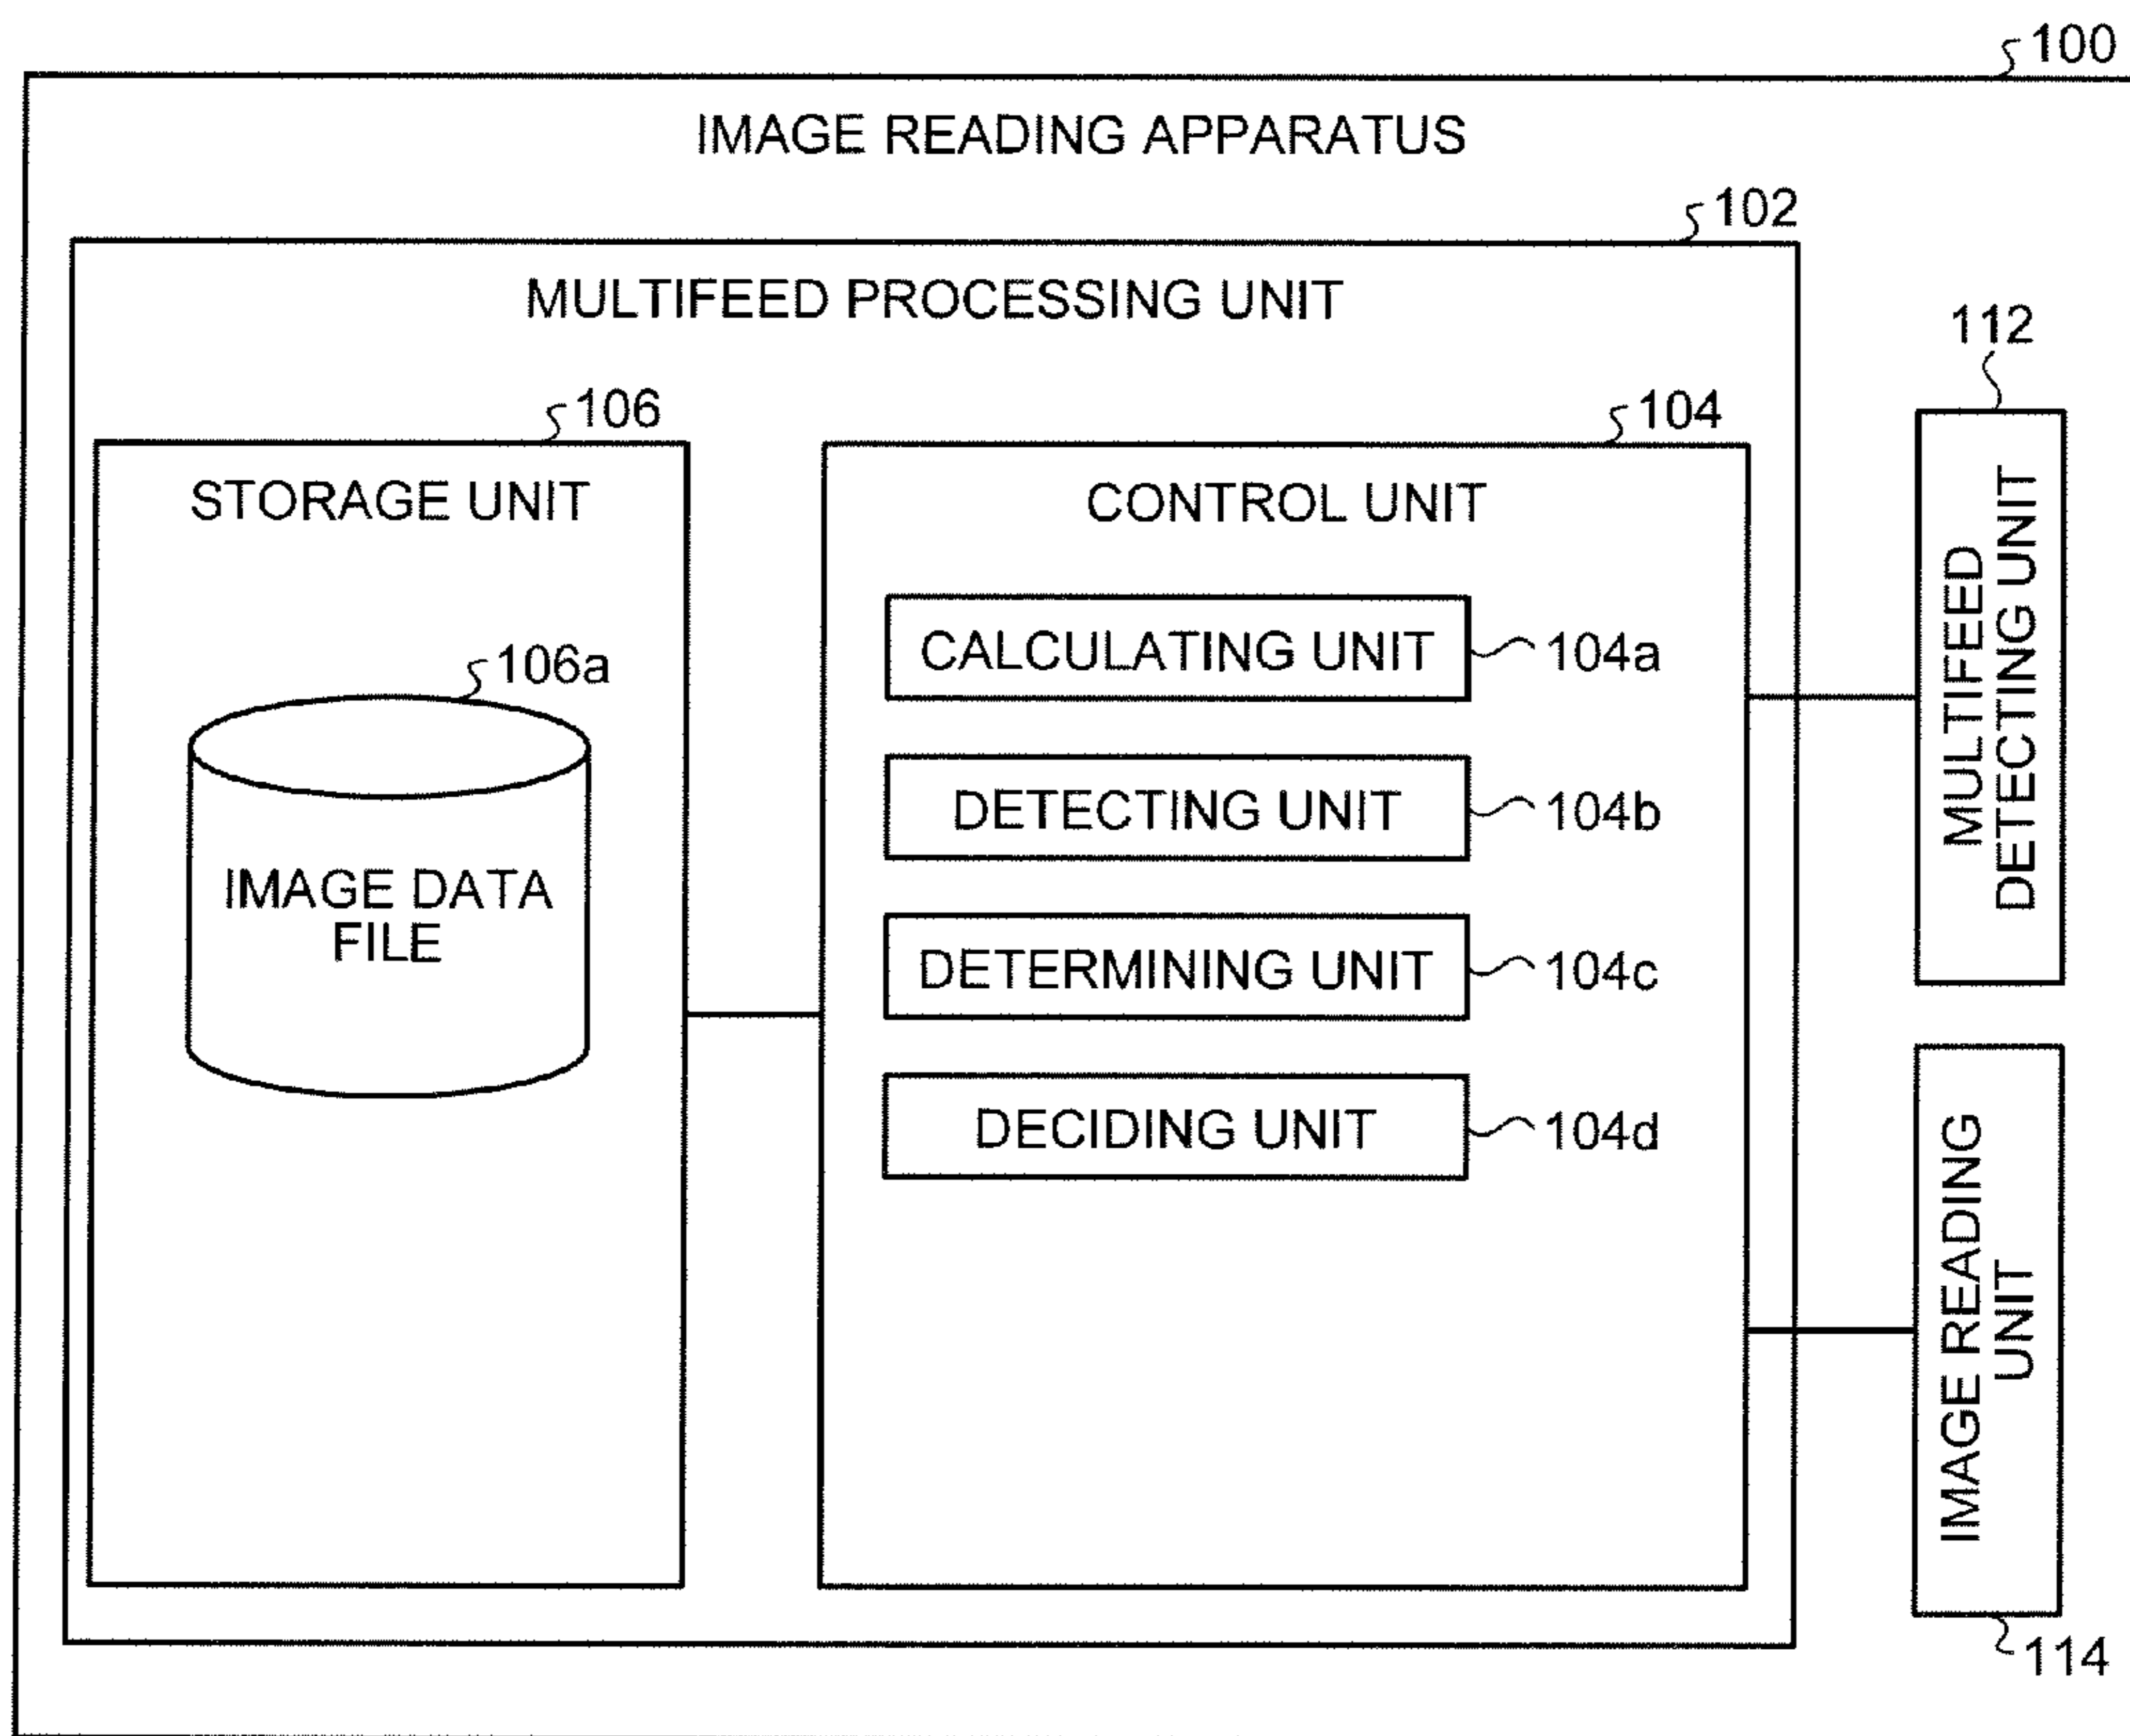 100
IMAGE READING APPARATUS
102
MULTIFEED PROCESSING UNIT
112
106
104
STORAGE UNIT
CONTROL UNIT
MULTIFEED
DETECTING UNIT
106a
IMAGE DATA
FILE
CALCULATING UNIT
104a
DETECTING UNIT
104b
DETERMINING UNIT
104c
DECIDING UNIT
104d
IMAGE READING
UNIT
114